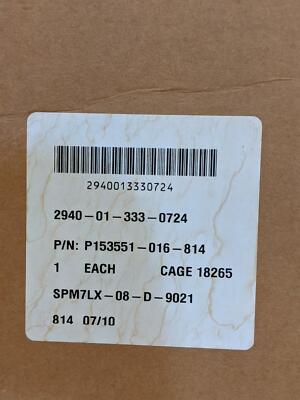 2940013330724
2940-01-333-0724
P/N: P153551-016-814
1 EACH CAGE 18265
SPM7LX-08-D-9021
814 07/10